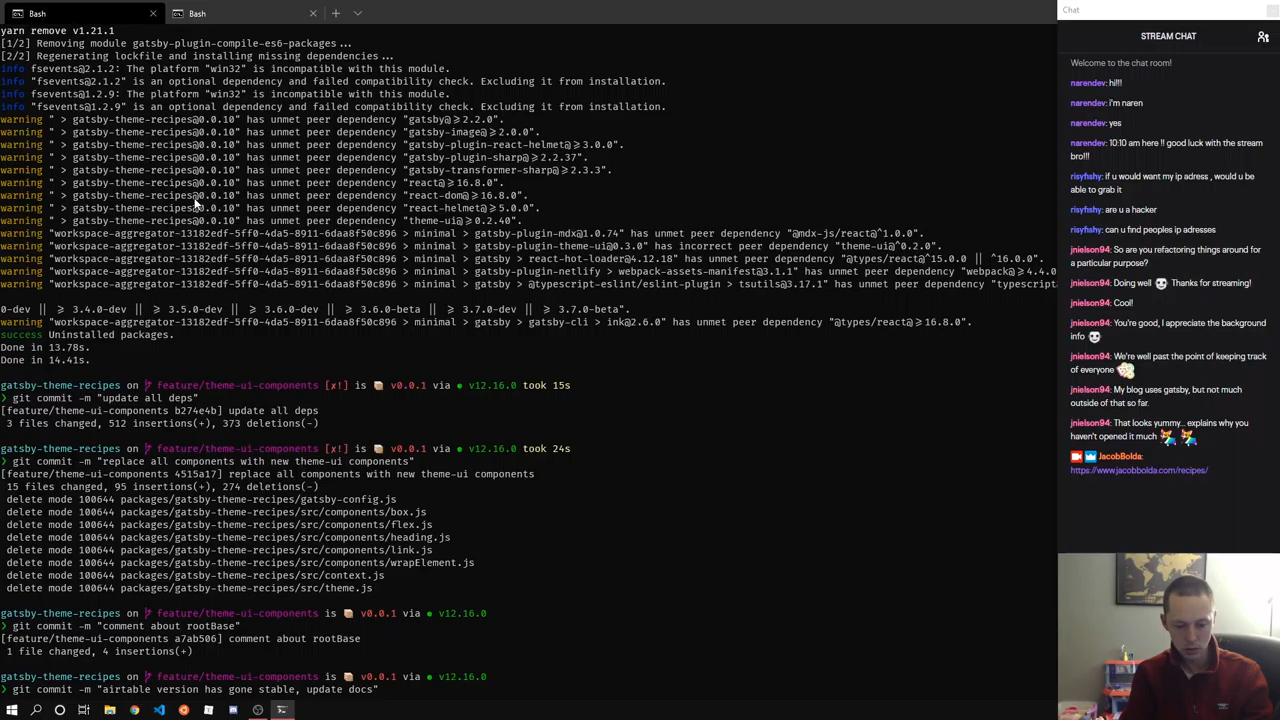 Bash
Bash
yarn remove v1.21.1
[1/2] Removing module gatsby-plugin-compile-es6-packages...
[2/2] Regenerating lockfile and installing missing dependencies...
info fsevents@2.1.2: The platform "win32" is incompatible with this module.
info "fsevents@2.1.2" is an optional dependency and failed compatibility check. Excluding it from installation.
info fsevents@1.2.9: The platform "win32" is incompatible with this module.
info "fsevents@1.2.9" is an optional dependency and failed compatibility check. Excluding it from installation.
warning " > gatsby-theme-recipes@0.0.10" has unmet peer dependency "gatsby@≥2.2.0".
warning " > gatsby-theme-recipes@0.0.10" has unmet peer dependency "gatsby-image@≥2.0.0".
warning " > gatsby-theme-recipes@0.0.10" has unmet peer dependency "gatsby-plugin-react-helmet@≥3.0.0".
warning " > gatsby-theme-recipes@0.0.10" has unmet peer dependency "gatsby-plugin-sharp@≥2.2.37".
warning " > gatsby-theme-recipes@0.0.10" has unmet peer dependency "gatsby-transformer-sharp@≥2.3.3".
warning " > gatsby-theme-recipes@0.0.10" has unmet peer dependency "react@≥16.8.0".
warning " > gatsby-theme-recipes@0.0.10" has unmet peer dependency "react-dom@≥16.8.0".
warning " > gatsby-theme-recipes@0.0.10" has unmet peer dependency "react-helmet@≥5.0.0".
warning " > gatsby-theme-recipes@0.0.10" has unmet peer dependency "theme-ui@≥0.2.40".
warning "workspace-aggregator-13182edf-5ff0-4da5-8911-6daa8f50c896 > minimal > gatsby-plugin-mdx@1.0.74" has unmet peer dependency "@mdx-js/react@^1.0.0".
warning "workspace-aggregator-13182edf-5ff0-4da5-8911-6daa8f50c896 > minimal > gatsby-plugin-theme-ui@0.3.0" has incorrect peer dependency "theme-ui@^0.2.0".
warning "workspace-aggregator-13182edf-5ff0-4da5-8911-6daa8f50c896 > minimal > gatsby > react-hot-loader@4.12.18" has unmet peer dependency "@types/react@^15.0.0 || ^16.0.0".
warning "workspace-aggregator-13182edf-5ff0-4da5-8911-6daa8f50c896 > minimal > gatsby-plugin-netlify > webpack-assets-manifest@3.1.1" has unmet peer dependency "webpack@≥4.4.0
warning "workspace-aggregator-13182edf-5ff0-4da5-8911-6daa8f50c896 > minimal > gatsby > @typescript-eslint/eslint-plugin > tsutils@3.17.1" has unmet peer dependency "typescript
0-dev || ≥ 3.4.0-dev || ≥ 3.5.0-dev || ≥ 3.6.0-dev || ≥ 3.6.0-beta || ≥ 3.7.0-dev || ≥ 3.7.0-beta".
warning "workspace-aggregator-13182edf-5ff0-4da5-8911-6daa8f50c896 > minimal > gatsby > gatsby-cli > ink@2.6.0" has unmet peer dependency "@types/react@≥16.8.0".
success Uninstalled packages.
Done in 13.78s.
Done in 14.41s.
gatsby-theme-recipes on feature/theme-ui-components [x!] is v0.0.1 via v12.16.0 took 15s
❯ git commit -m "update all deps"
[feature/theme-ui-components b274e4b] update all deps
3 files changed, 512 insertions(+), 373 deletions(-)
gatsby-theme-recipes on feature/theme-ui-components [x!] is v0.0.1 via v12.16.0 took 24s
❯ git commit -m "replace all components with new theme-ui components"
[feature/theme-ui-components 4515a17] replace all components with new theme-ui components
15 files changed, 95 insertions(+), 274 deletions(-)
delete mode 100644 packages/gatsby-theme-recipes/gatsby-config.js
delete mode 100644 packages/gatsby-theme-recipes/src/components/box.js
delete mode 100644 packages/gatsby-theme-recipes/src/components/flex.js
delete mode 100644 packages/gatsby-theme-recipes/src/components/heading.js
delete mode 100644 packages/gatsby-theme-recipes/src/components/link.js
delete mode 100644 packages/gatsby-theme-recipes/src/components/wrapElement.js
delete mode 100644 packages/gatsby-theme-recipes/src/context.js
delete mode 100644 packages/gatsby-theme-recipes/src/theme.js
gatsby-theme-recipes on feature/theme-ui-components is v0.0.1 via v12.16.0
❯ git commit -m "comment about rootBase"
[feature/theme-ui-components a7ab506] comment about rootBase
1 file changed, 4 insertions(+)
gatsby-theme-recipes on feature/theme-ui-components is v0.0.1 via v12.16.0
❯ git commit -m "airtable version has gone stable, update docs"
Chat
STREAM CHAT
Welcome to the chat room!
narendev: hi!!!
narendev: i'm naren
narendev: yes
narendev: 10:10 am here !! good luck with the stream
bro!!!
risyfishy: if u would want my ip adress , would u be
able to grab it
risyfishy: are u a hacker
risyfishy: can u fund peoples ip adresses
jnielson94: So are you refactoring things around for
a particular purpose?
jnielson94: Doing well Thanks for streaming!
jnielson94: Cool!
jnielson94: You're good, I appreciate the background
info
jnielson94: We're well past the point of keeping track
of everyone
jnielson94: My blog uses gatsby, but not much
outside of that so far.
jnielson94: That looks yummy... explains why you
haven't opened it much
JacobBolda:
https://www.jacobbolda.com/recipes/